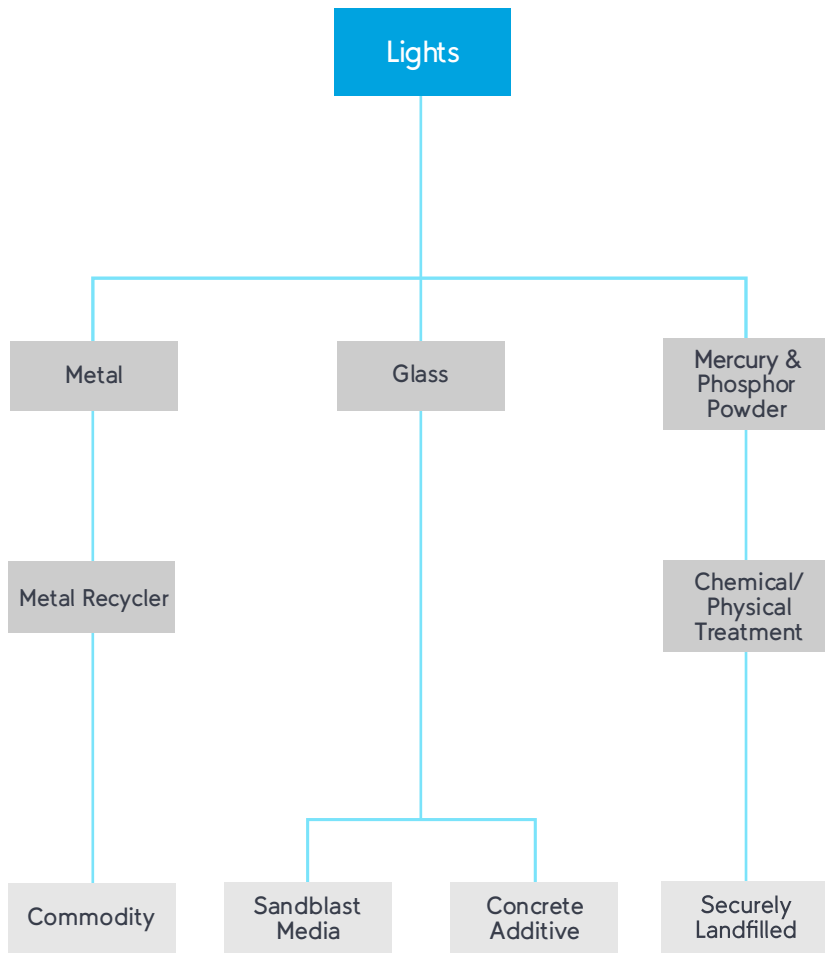 Lights
Metal
Glass
Mercury &
Phosphor
Powder
Metal Recycler
Chemical/
Physical
Treatment
Commodity
Sandblast
Media
Concrete
Additive
Securely
Landfilled